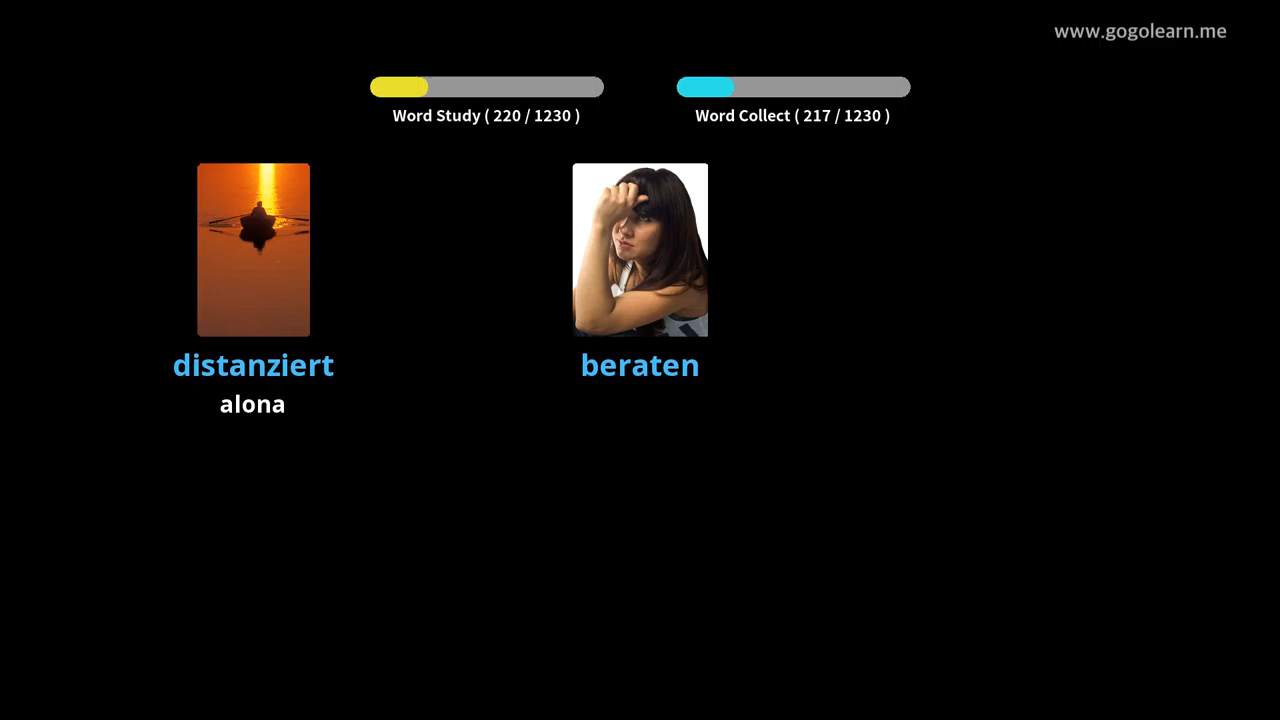 www.gogolearn.me
Word Study ( 220 / 1230 )
Word Collect ( 217 / 1230 )
distanziert
beraten
alona